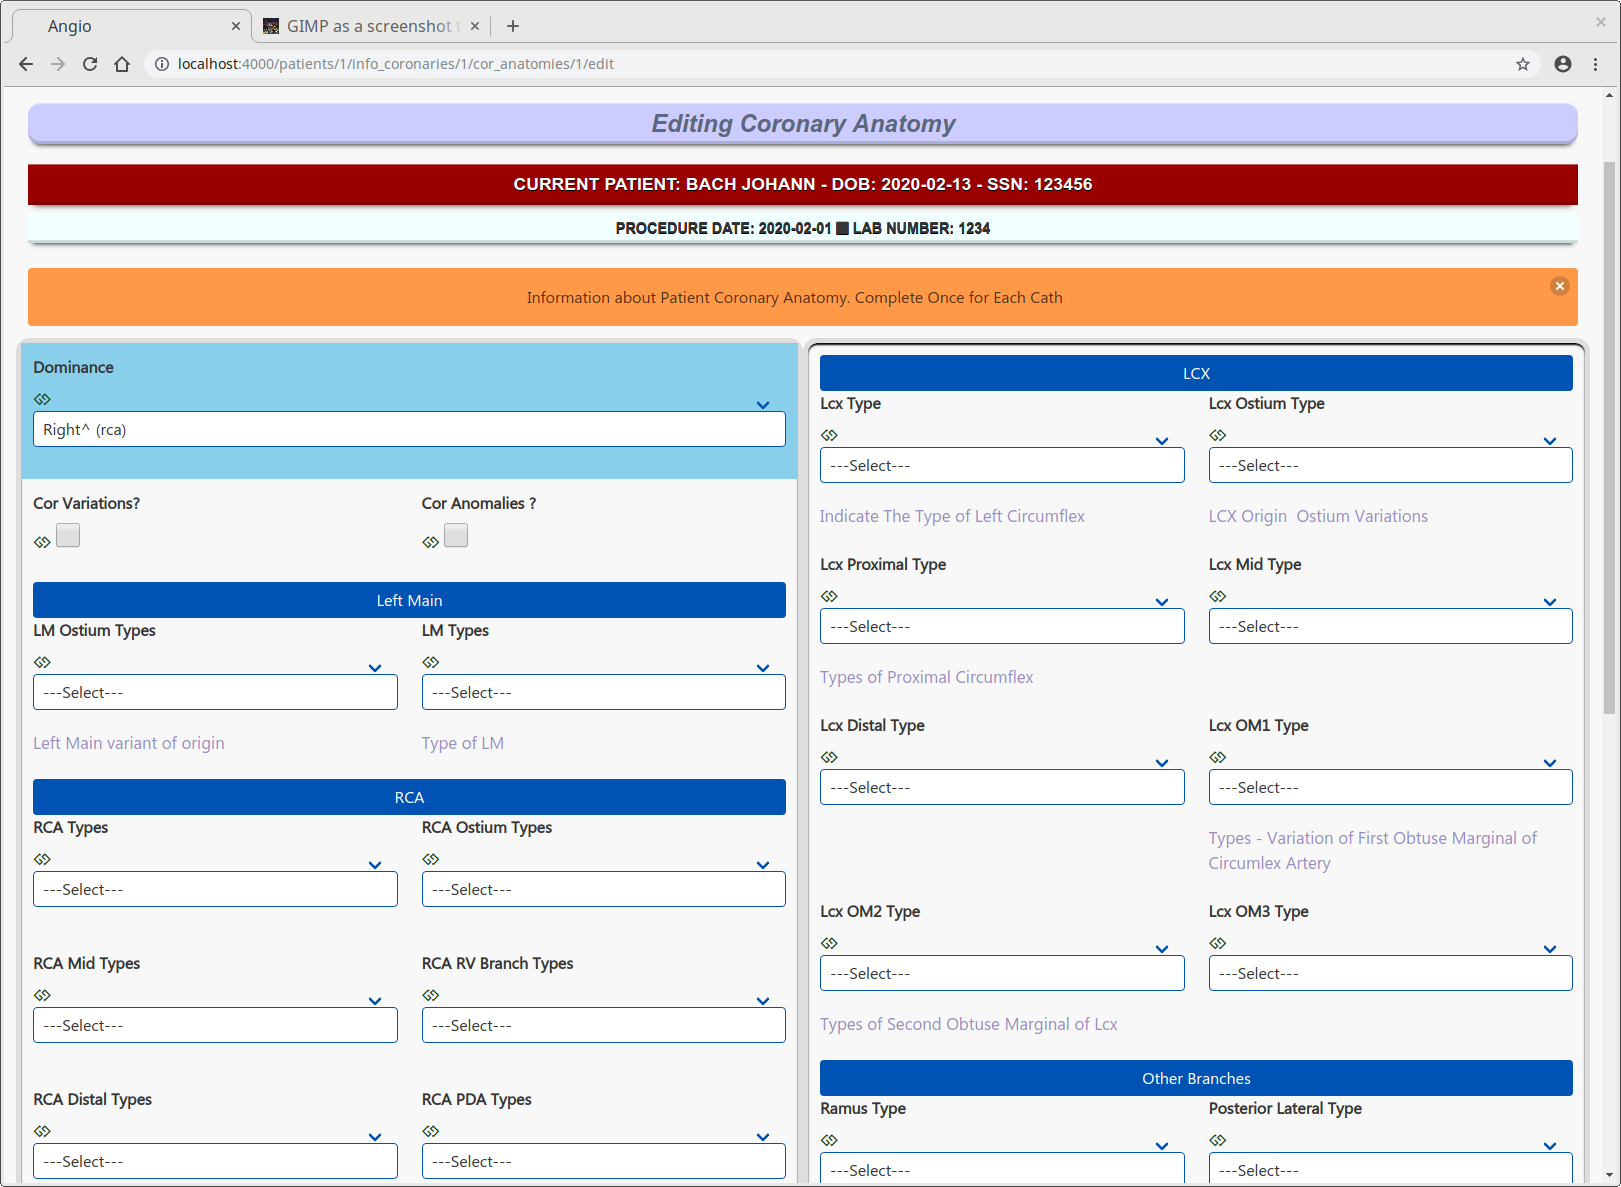 Angio
GIMP as a screenshot
localhost:4000/patients/1/info_coronaries/1/cor_anatomies/1/edit
Editing Coronary Anatomy
CURRENT PATIENT: BACH JOHANN - DOB: 2020-02-13 - SSN: 123456
PROCEDURE DATE: 2020-02-01 ■ LAB NUMBER: 1234
Information about Patient Coronary Anatomy. Complete Once for Each Cath
Dominance
Right^ (rca)
Cor Variations?
Cor Anomalies ?
Left Main
LM Ostium Types
LM Types
---Select---
---Select---
Left Main variant of origin
Type of LM
RCA
RCA Types
RCA Ostium Types
---Select---
---Select---
RCA Mid Types
RCA RV Branch Types
---Select---
---Select---
RCA Distal Types
RCA PDA Types
---Select---
---Select---
LCX
Lcx Type
Lcx Ostium Type
---Select---
---Select---
Indicate The Type of Left Circumflex
LCX Origin  Ostium Variations
Lcx Proximal Type
Lcx Mid Type
---Select---
---Select---
Types of Proximal Circumflex
Lcx Distal Type
Lcx OM1 Type
---Select---
---Select---
Types - Variation of First Obtuse Marginal of
Circumlex Artery
Lcx OM2 Type
Lcx OM3 Type
---Select---
---Select---
Types of Second Obtuse Marginal of Lcx
Other Branches
Ramus Type
Posterior Lateral Type
---Select---
---Select---